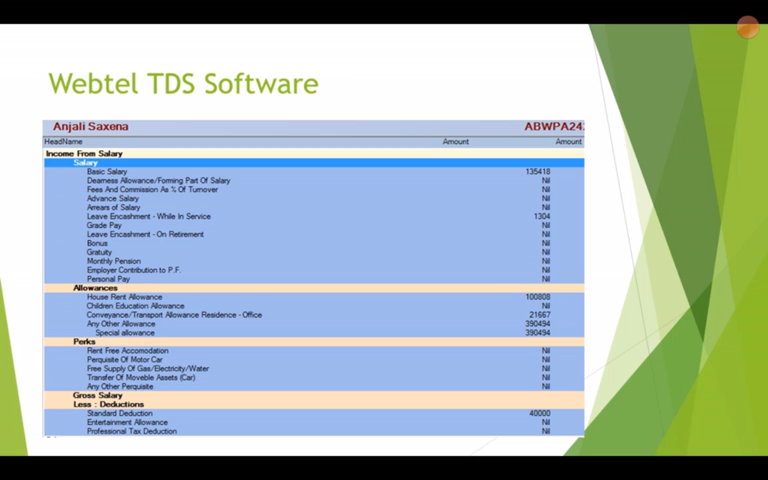 Webtel TDS Software
Anjali Saxena ABWPA24
HeadName Amount Amount
Income From Salary
Salary
Basic Salary 135418
Dearness Allowance/Forming Part Of Salary Nil
Fees And Commission As % Of Turnover Nil
Advance Salary Nil
Arrears of Salary Nil
Leave Encashment - While In Service 1304
Grade Pay Nil
Leave Encashment - On Retirement Nil
Bonus Nil
Gratuity Nil
Monthly Pension Nil
Employer Contribution to P.F. Nil
Personal Pay Nil
Allowances
House Rent Allowance 100808
Children Education Allowance Nil
Conveyance/Transport Allowance Residence - Office 21667
Any Other Allowance 390494
Special allowance 390494
Perks
Rent Free Accomodation Nil
Perquisite Of Motor Car Nil
Free Supply Of Gas/Electricity/Water Nil
Transfer Of Moveble Assets (Car) Nil
Any Other Perquisite Nil
Gross Salary
Less : Deductions
Standard Deduction 40000
Entertainment Allowance Nil
Professional Tax Deduction Nil